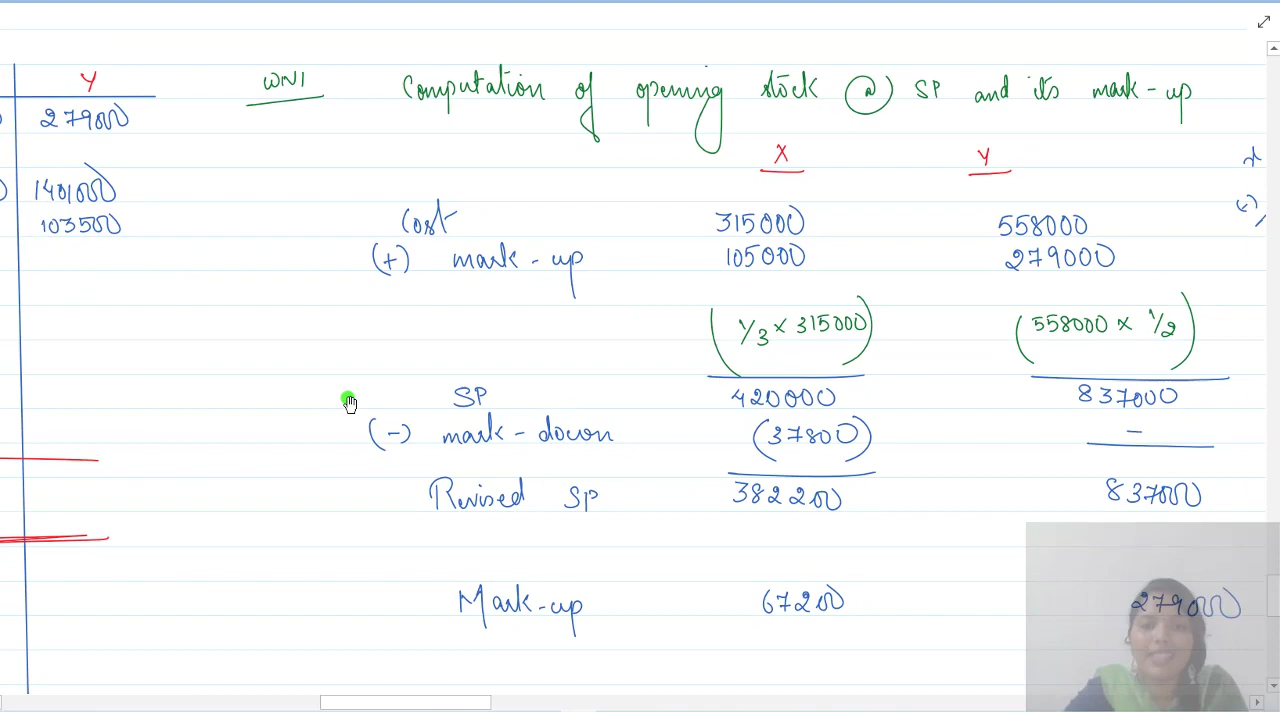 Y
279000
1401000
103500
WN1 Computation of opening stock @ SP and its mark-up
X Y
Cost 315000 558000
(+) mark-up 105000 279000
(1/3 × 315000) (558000 × 1/2)
SP 420000 837000
(-) mark-down (37800) -
Revised SP 382200 837000
Mark-up 67200 279000